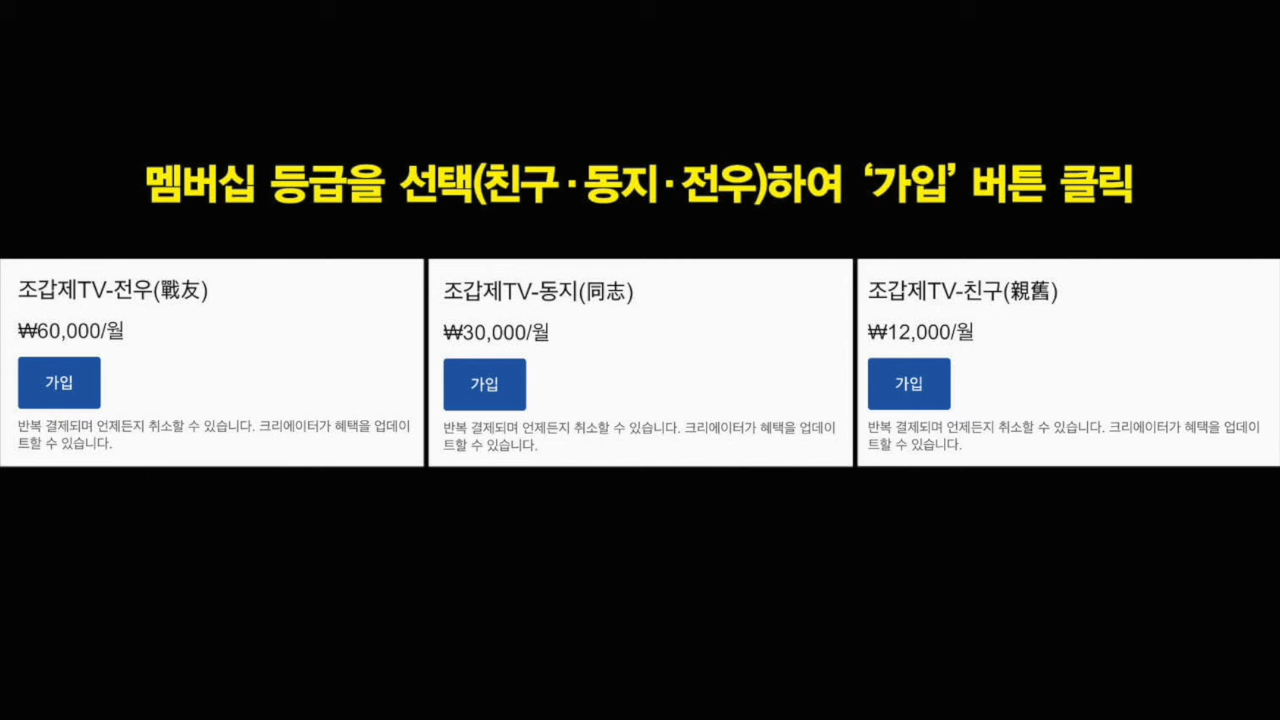 멤버십 등급을 선택(친구·동지·전우)하여 ‘가입’ 버튼 클릭
조갑제TV-전우(戰友)
₩60,000/월
가입
반복 결제되며 언제든지 취소할 수 있습니다. 크리에이터가 혜택을 업데이
트할 수 있습니다.
조갑제TV-동지(同志)
₩30,000/월
가입
반복 결제되며 언제든지 취소할 수 있습니다. 크리에이터가 혜택을 업데이
트할 수 있습니다.
조갑제TV-친구(親舊)
₩12,000/월
가입
반복 결제되며 언제든지 취소할 수 있습니다. 크리에이터가 혜택을 업데이
트할 수 있습니다.